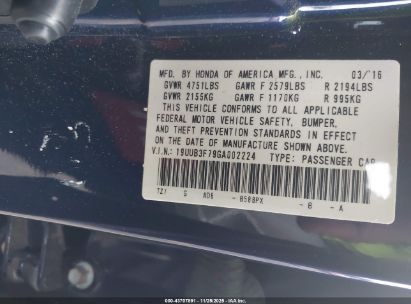 MFD. BY HONDA OF AMERICA MFG., INC. 03/16
GVWR 4751LBS GAWR F 2579LBS R 2194LBS
GVWR 2155KG GAWR F 1170KG R 995KG
THIS VEHICLE CONFORMS TO ALL APPLICABLE
FEDERAL MOTOR VEHICLE SAFETY, BUMPER,
AND THEFT PREVENTION STANDARDS IN EFFECT
ON THE DATE OF MANUFACTURE SHOWN ABOVE.
V.I.N.: 19UUB3F79GA002224 TYPE: PASSENGER CAR